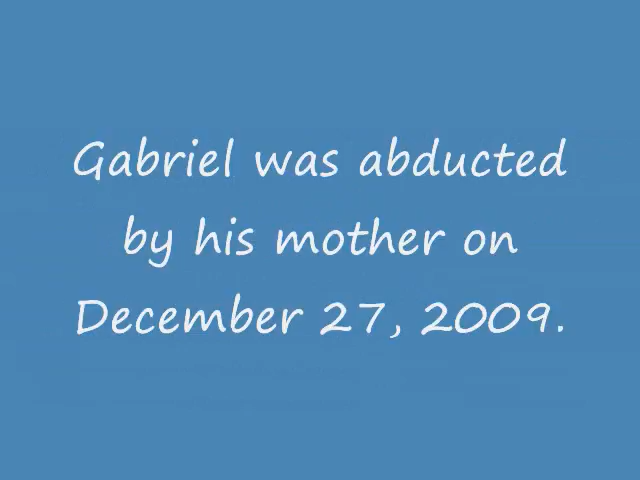 Gabriel was abducted
by his mother on
December 27, 2009.